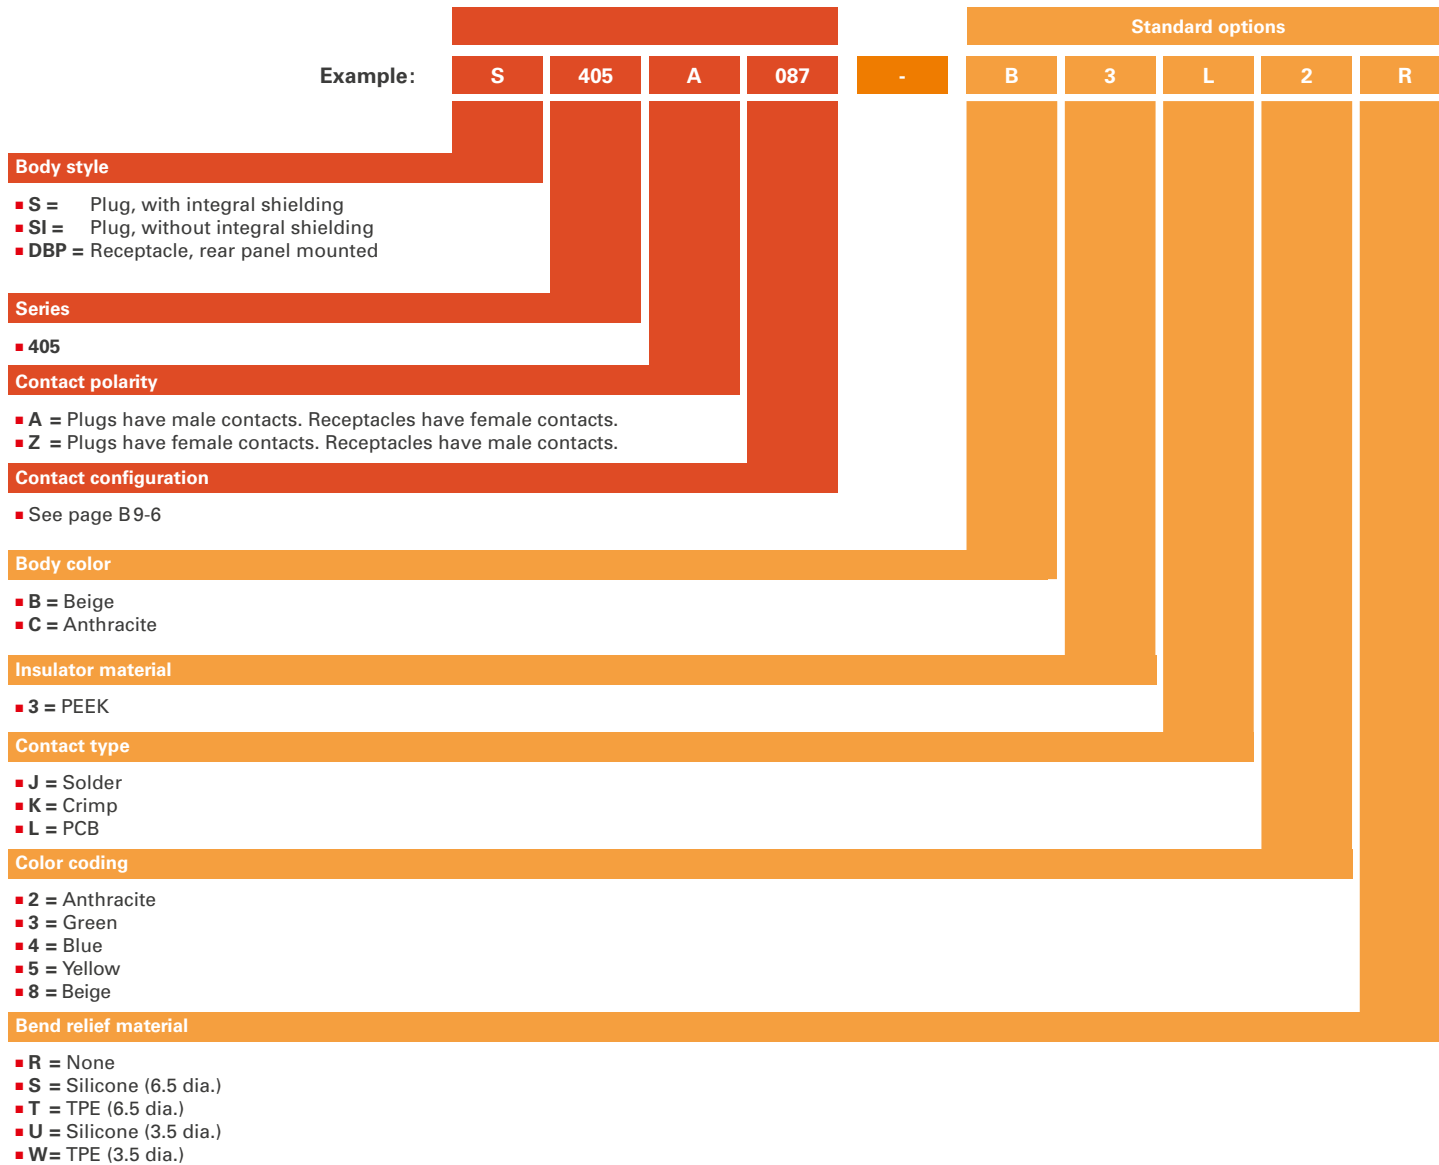 Standard options
Example: S 405 A 087 - B 3 L 2 R
Body style
■ S = Plug, with integral shielding
■ SI = Plug, without integral shielding
■ DBP = Receptacle, rear panel mounted
Series
■ 405
Contact polarity
■ A = Plugs have male contacts. Receptacles have female contacts.
■ Z = Plugs have female contacts. Receptacles have male contacts.
Contact configuration
■ See page B 9-6
Body color
■ B = Beige
■ C = Anthracite
Insulator material
■ 3 = PEEK
Contact type
■ J = Solder
■ K = Crimp
■ L = PCB
Color coding
■ 2 = Anthracite
■ 3 = Green
■ 4 = Blue
■ 5 = Yellow
■ 8 = Beige
Bend relief material
■ R = None
■ S = Silicone (6.5 dia.)
■ T = TPE (6.5 dia.)
■ U = Silicone (3.5 dia.)
■ W= TPE (3.5 dia.)